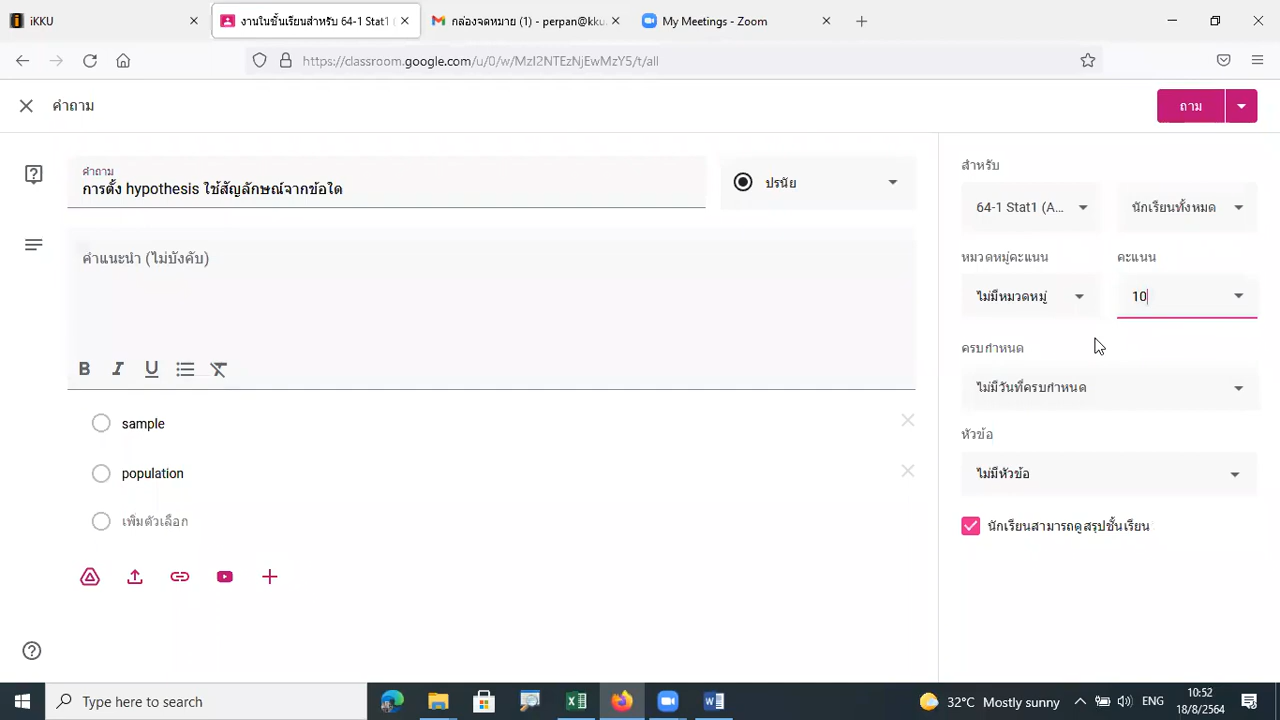 iKKU
งานในชั้นเรียนสำหรับ 64-1 Stat1 (
กล่องจดหมาย (1) - perpan@kku.
My Meetings - Zoom
https://classroom.google.com/u/0/w/MzI2NTEzNjEwMzY5/t/all
คำถาม
ถาม
คำถาม
การตั้ง hypothesis ใช้สัญลักษณ์จากข้อใด
ปรนัย
คำแนะนำ (ไม่บังคับ)
B I U
sample
population
เพิ่มตัวเลือก
สำหรับ
64-1 Stat1 (A...
นักเรียนทั้งหมด
หมวดหมู่คะแนน
คะแนน
ไม่มีหมวดหมู่
10
ครบกำหนด
ไม่มีวันที่ครบกำหนด
หัวข้อ
ไม่มีหัวข้อ
นักเรียนสามารถดูสรุปชั้นเรียน
Type here to search
32°C Mostly sunny
ENG
10:52
18/8/2564